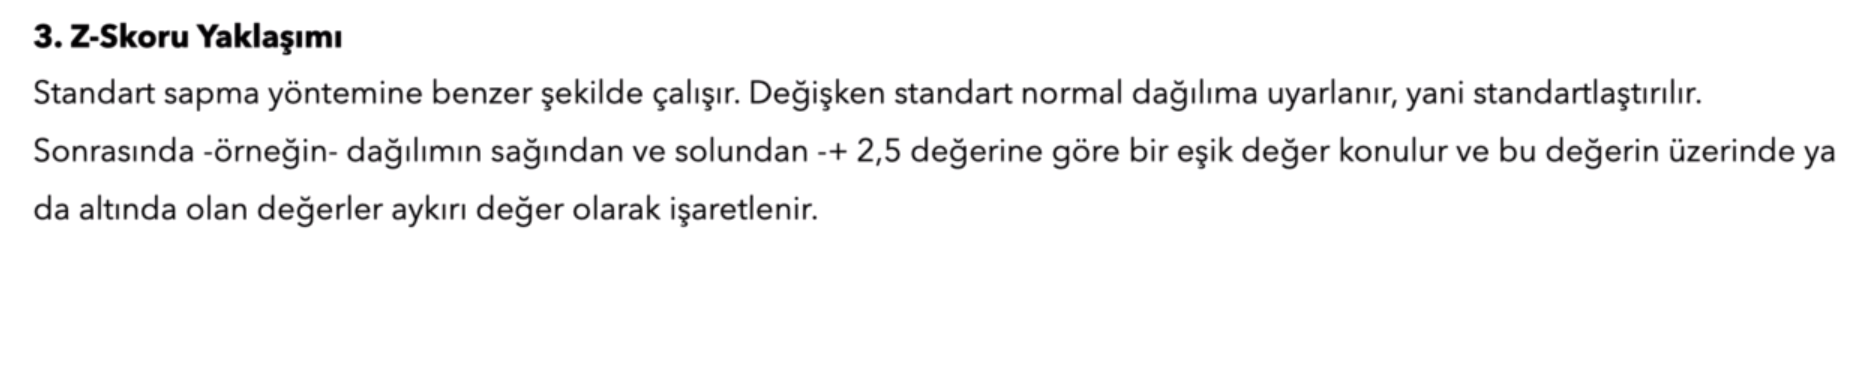 3. Z-Skoru Yaklaşımı
Standart sapma yöntemine benzer şekilde çalışır. Değişken standart normal dağılıma uyarlanır, yani standartlaştırılır.
Sonrasında -örneğin- dağılımın sağından ve solundan -+ 2,5 değerine göre bir eşik değer konulur ve bu değerin üzerinde ya
da altında olan değerler aykırı değer olarak işaretlenir.